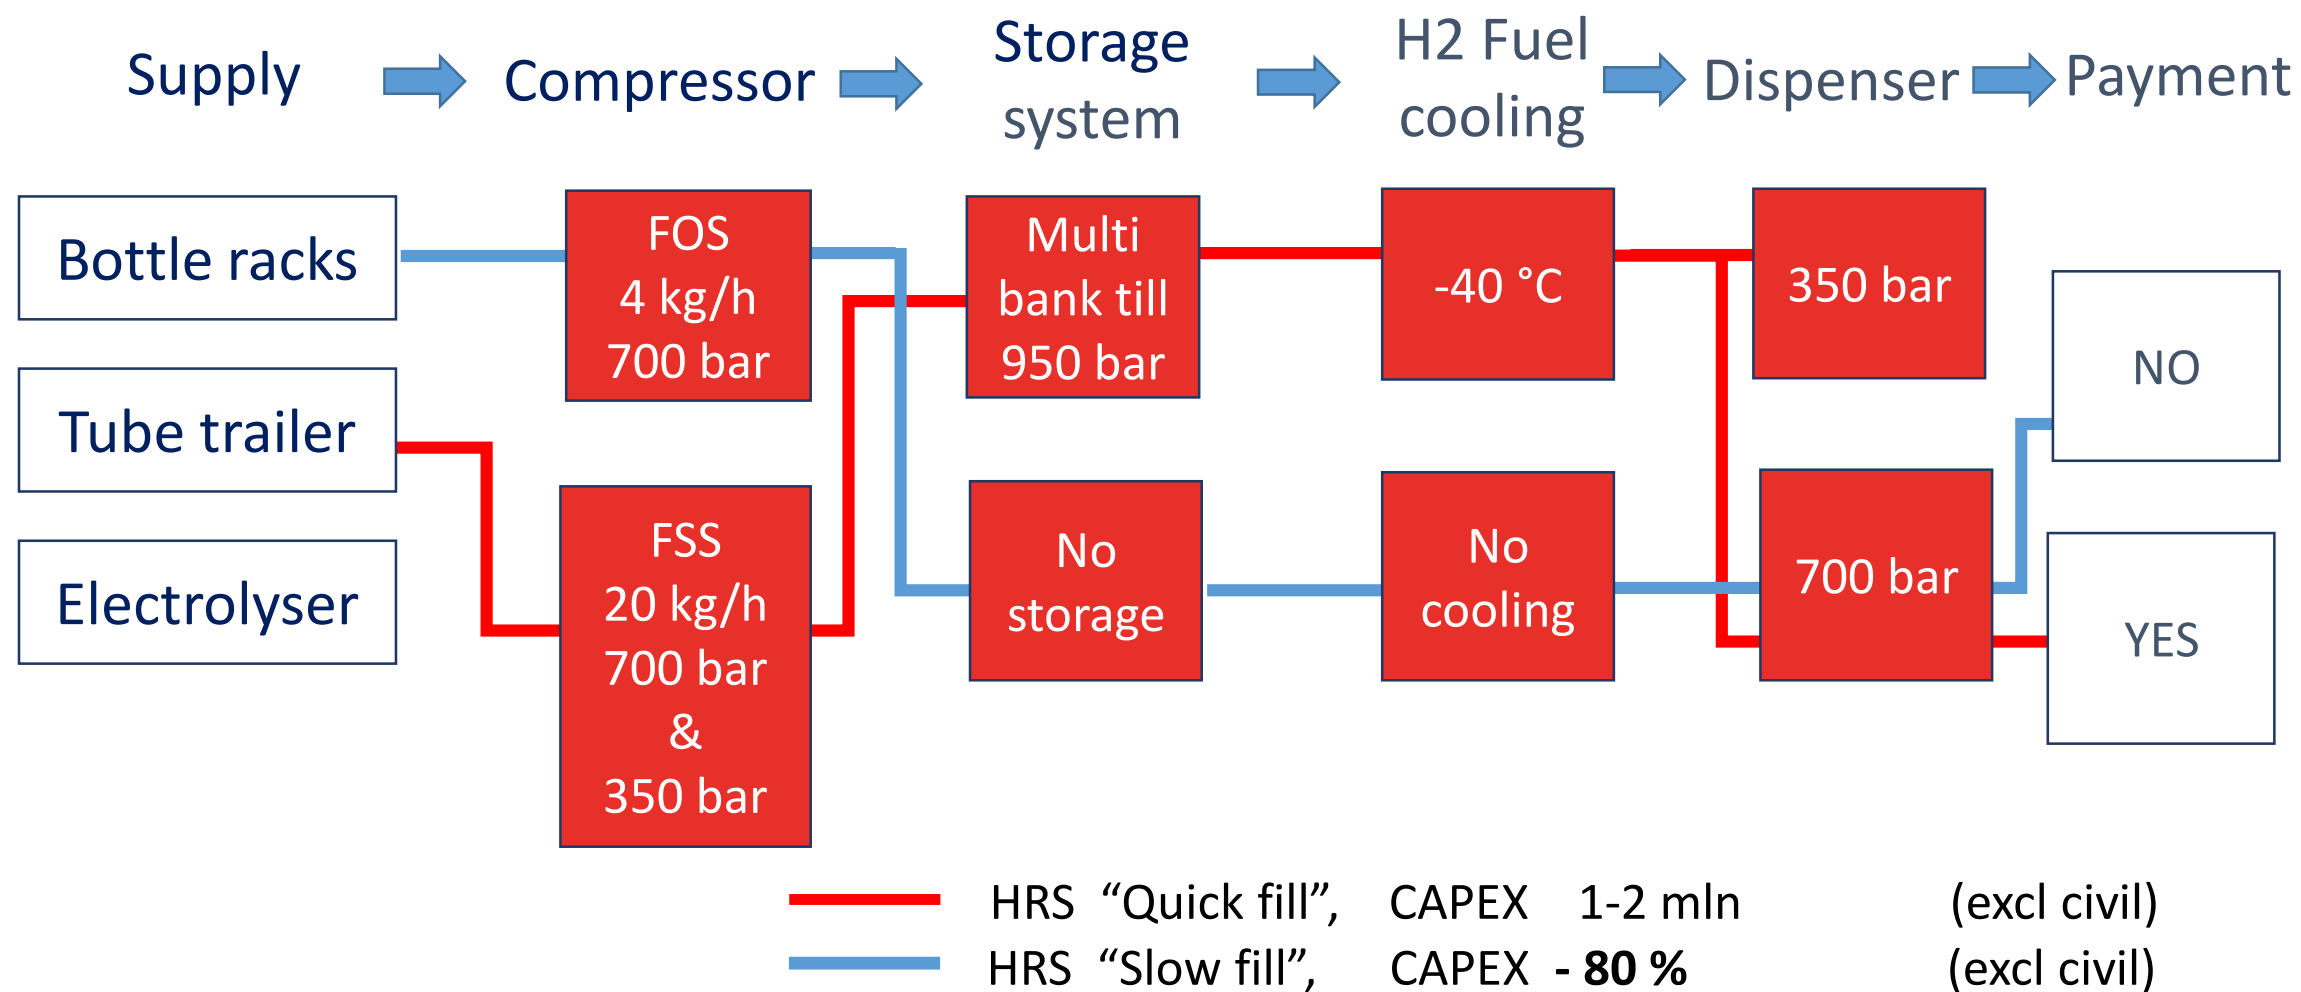 Supply
Compressor
Storage
system
H2 Fuel
cooling
Dispenser
Payment
Bottle racks
Tube trailer
Electrolyser
FOS
4 kg/h
700 bar
FSS
20 kg/h
700 bar
&
350 bar
Multi
bank till
950 bar
No
storage
-40 °C
No
cooling
350 bar
700 bar
NO
YES
HRS “Quick fill”, CAPEX 1-2 mln (excl civil)
HRS “Slow fill”, CAPEX - 80 % (excl civil)